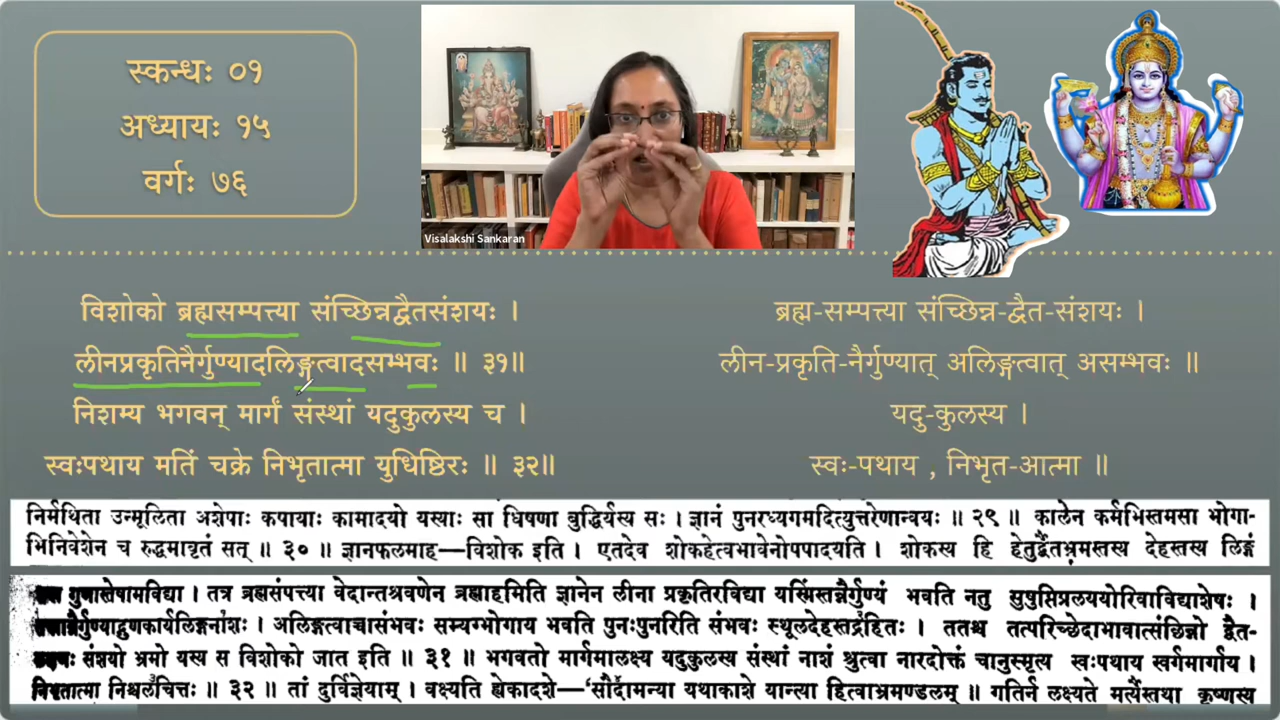 स्कन्धः ०१
अध्यायः १५
वर्गः ७६
Visalakshi Sankaran
विशोको ब्रह्मसम्पत्त्या संच्छिन्नद्वैतसंशयः ।
लीनप्रकृतिनैर्गुण्यादलिङ्गत्वादसम्भवः ॥ ३१॥
निशम्य भगवन् मार्गं संस्थां यदुकुलस्य च ।
स्वःपथाय मतिं चक्रे निभृतात्मा युधिष्ठिरः ॥ ३२॥
ब्रह्म-सम्पत्त्या संच्छिन्न-द्वैत-संशयः ।
लीन-प्रकृति-नैर्गुण्यात् अलिङ्गत्वात् असम्भवः ॥
यदु-कुलस्य ।
स्वः-पथाय , निभृत-आत्मा ॥
निर्मथिता उन्मूलिता अशेषाः कषायाः कामादयो यस्याः सा धिषणा बुद्धिर्यस्य सः । ज्ञानं पुनरध्यगमदित्युत्तरेणान्वयः ॥ २९ ॥ कालेन कर्मभिस्तमसा भोगा-
भिनिवेशेन च रुद्धमावृतं सत् ॥ ३० ॥ ज्ञानफलमाह—विशोक इति । एतदेव शोकहेत्वभावेनोपपादयति । शोकस्य हि हेतुर्द्वैतभ्रमस्तस्य देहस्तस्य लिङ्गं
गुणास्तेषामविद्या । तत्र ब्रह्मसंपत्त्या वेदान्तश्रवणेन ब्रह्माहमिति ज्ञानेन लीना प्रकृतिरविद्या यस्मिंस्तन्नैर्गुण्यं भवति नतु सुषुप्तिप्रलययोरिवाविद्याशेषः ।
अलिङ्गत्वाच्चासंभवः सम्यग्भोगाय भवति पुनःपुनरिति संभवः स्थूलदेहस्तद्रहितः । ततश्च तत्परिच्छेदाभावात्संछिन्नो द्वैत-
संशयो भ्रमो यस्य स विशोको जात इति ॥ ३१ ॥ भगवतो मार्गमालक्ष्य यदुकुलस्य संस्थां नाशं श्रुत्वा नारदोक्तं चानुस्मृत्य स्वःपथाय स्वर्गमार्गाय ।
निभृतात्मा निश्चलचित्तः ॥ ३२ ॥ तां दुर्विज्ञेयाम् । वक्ष्यति ह्येकादशे—'सौदामन्या यथाकाशे यान्त्या हित्वाभ्रमण्डलम् ॥ गतिर्न लक्ष्यते मर्त्यैस्तथा कृष्णस्य